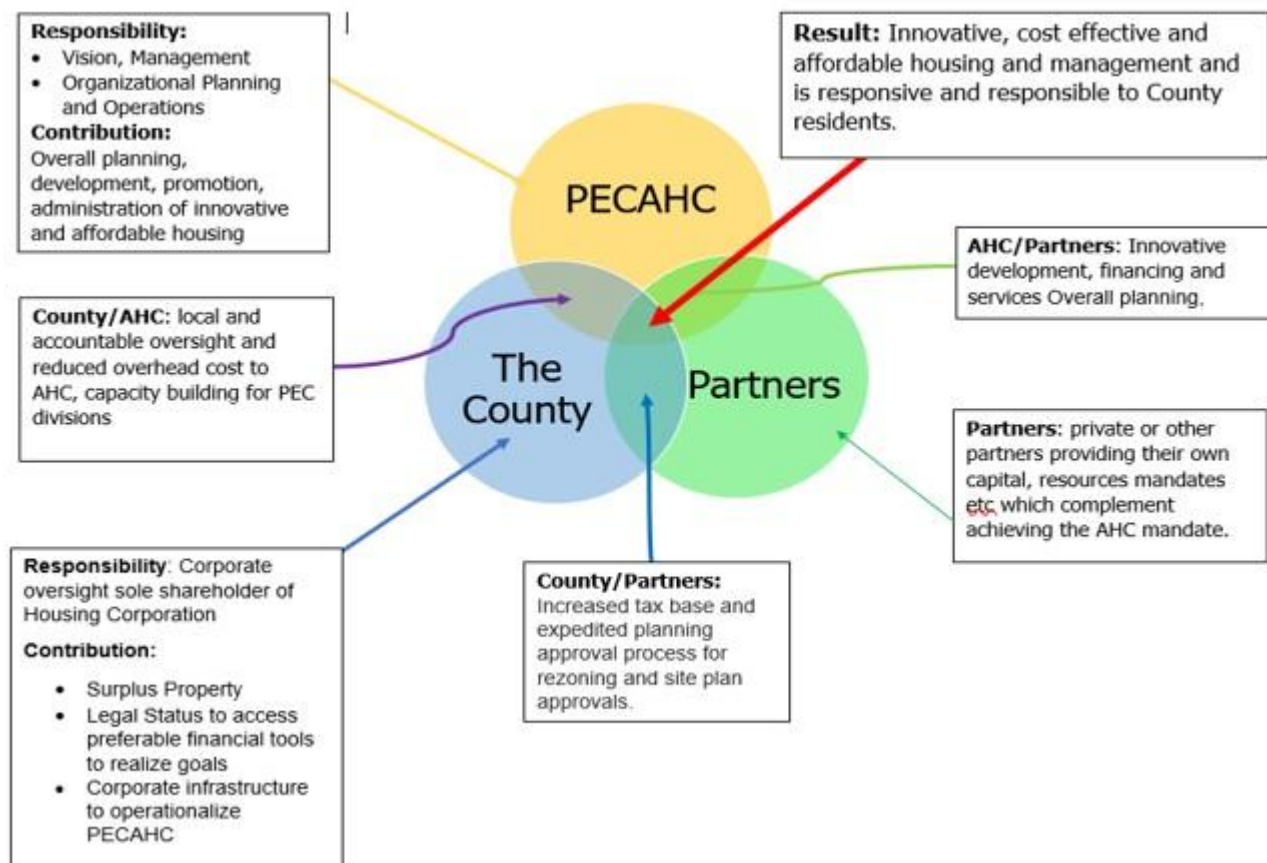 Responsibility:
• Vision, Management
• Organizational Planning
and Operations
Contribution:
Overall planning,
development, promotion,
administration of innovative
and affordable housing
Result: Innovative, cost effective and
affordable housing and management and
is responsive and responsible to County
residents.
PECAHC
AHC/Partners: Innovative
development, financing and
services Overall planning.
County/AHC: local and
accountable oversight and
reduced overhead cost to
AHC, capacity building for PEC
divisions
The
County
Partners
Partners: private or other
partners providing their own
capital, resources mandates
etc which complement
achieving the AHC mandate.
Responsibility: Corporate
oversight sole shareholder of
Housing Corporation
Contribution:
• Surplus Property
• Legal Status to access
preferable financial tools
to realize goals
• Corporate infrastructure
to operationalize
PECAHC
County/Partners:
Increased tax base and
expedited planning
approval process for
rezoning and site plan
approvals.